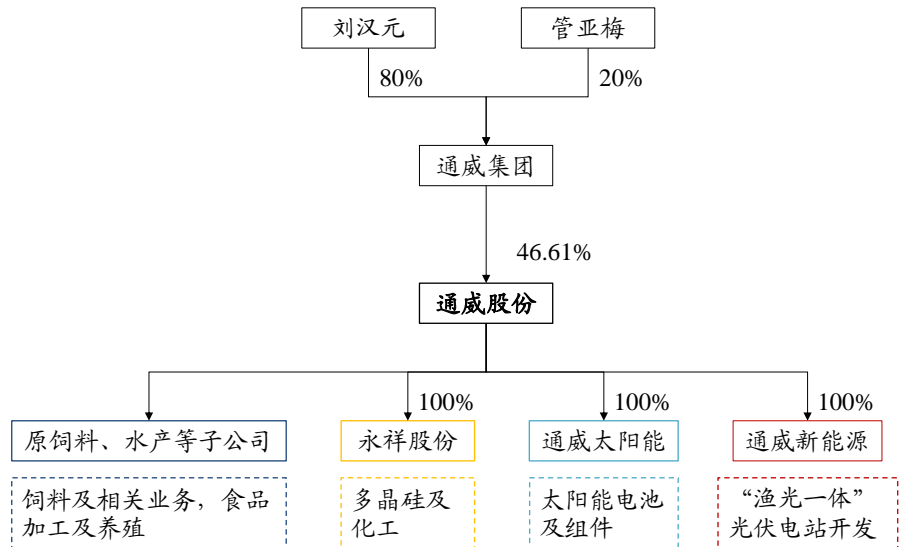 刘汉元
管亚梅
80%
20%
通威集团
46.61%
通威股份
100%
100%
100%
原饲料、水产等子公司
永祥股份
通威太阳能
通威新能源
饲料及相关业务，食品
加工及养殖
多晶硅及
化工
太阳能电池
及组件
“渔光一体”
光伏电站开发